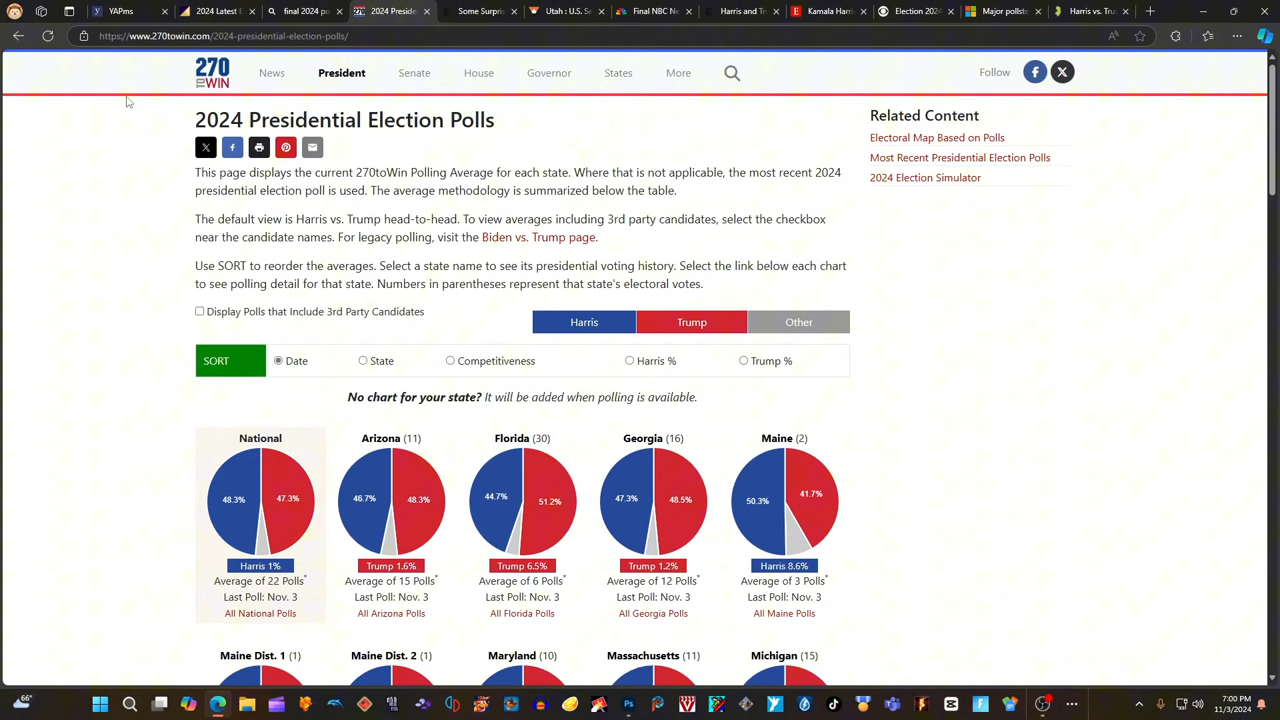 YAPms
2024 Latest E
final 2024 po
2024 Presiden
Some Surpris
Utah : U.S. Se
Final NBC Ne
Harris and Tru
Kamala Harri
Election 2024
Major pollste
Harris vs. Tru
https://www.270towin.com/2024-presidential-election-polls/
270
TO WIN
News
President
Senate
House
Governor
States
More
Follow
2024 Presidential Election Polls
This page displays the current 270toWin Polling Average for each state. Where that is not applicable, the most recent 2024
presidential election poll is used. The average methodology is summarized below the table.
The default view is Harris vs. Trump head-to-head. To view averages including 3rd party candidates, select the checkbox
near the candidate names. For legacy polling, visit the Biden vs. Trump page.
Use SORT to reorder the averages. Select a state name to see its presidential voting history. Select the link below each chart
to see polling detail for that state. Numbers in parentheses represent that state's electoral votes.
Display Polls that Include 3rd Party Candidates
Harris
Trump
Other
SORT
Date
State
Competitiveness
Harris %
Trump %
No chart for your state? It will be added when polling is available.
National
48.3%
47.3%
Harris 1%
Average of 22 Polls*
Last Poll: Nov. 3
All National Polls
Arizona (11)
46.7%
48.3%
Trump 1.6%
Average of 15 Polls*
Last Poll: Nov. 3
All Arizona Polls
Florida (30)
44.7%
51.2%
Trump 6.5%
Average of 6 Polls*
Last Poll: Nov. 3
All Florida Polls
Georgia (16)
47.3%
48.5%
Trump 1.2%
Average of 12 Polls*
Last Poll: Nov. 3
All Georgia Polls
Maine (2)
50.3%
41.7%
Harris 8.6%
Average of 3 Polls*
Last Poll: Nov. 3
All Maine Polls
Maine Dist. 1 (1)
Maine Dist. 2 (1)
Maryland (10)
Massachusetts (11)
Michigan (15)
Related Content
Electoral Map Based on Polls
Most Recent Presidential Election Polls
2024 Election Simulator
66°
7:00 PM
11/3/2024